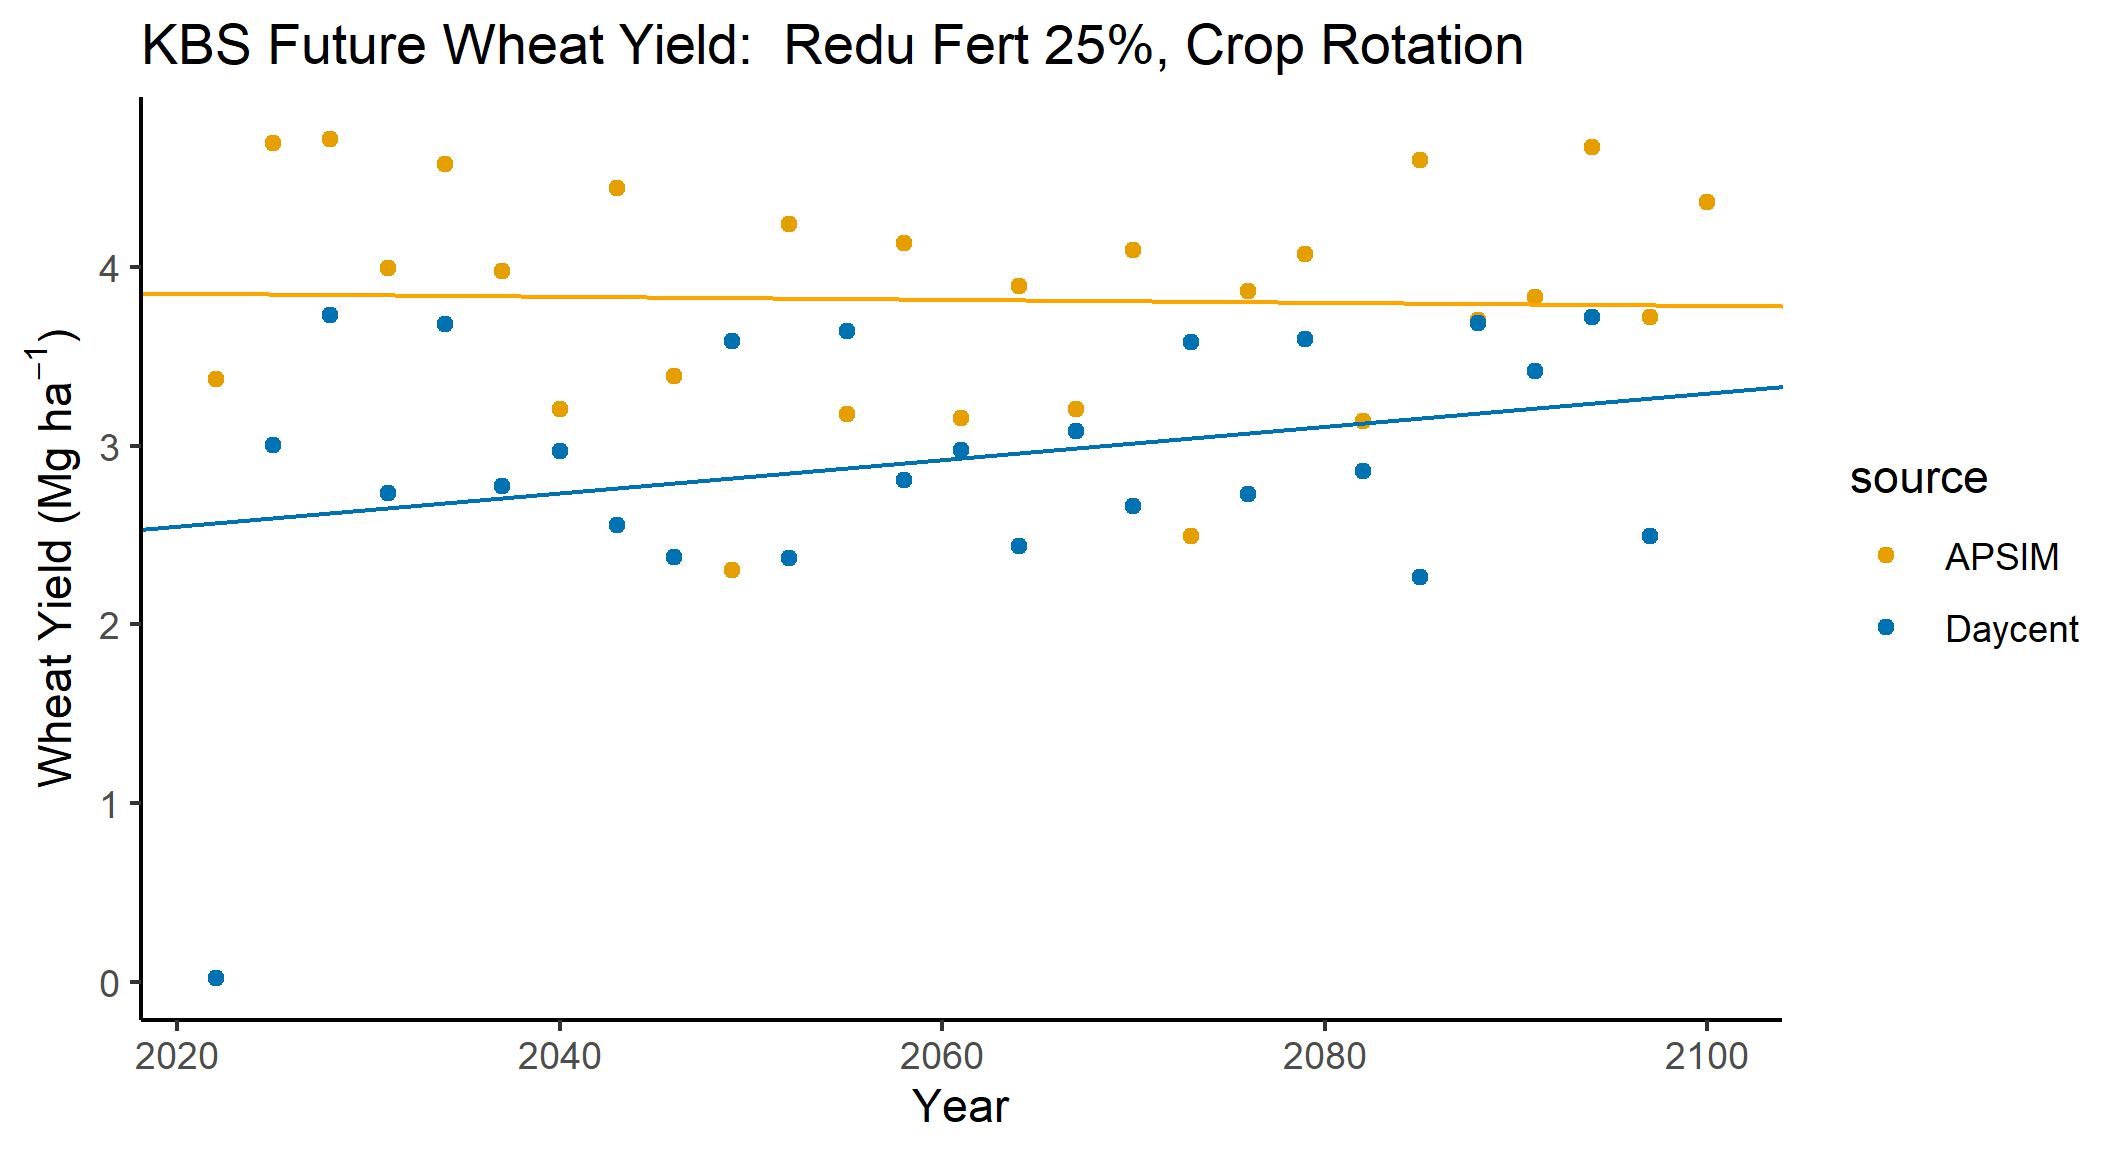 KBS Future Wheat Yield:  Redu Fert 25%, Crop Rotation
Wheat Yield (Mg ha⁻¹)
4
3
2
1
0
2020 2040 2060 2080 2100
Year
source
APSIM
Daycent